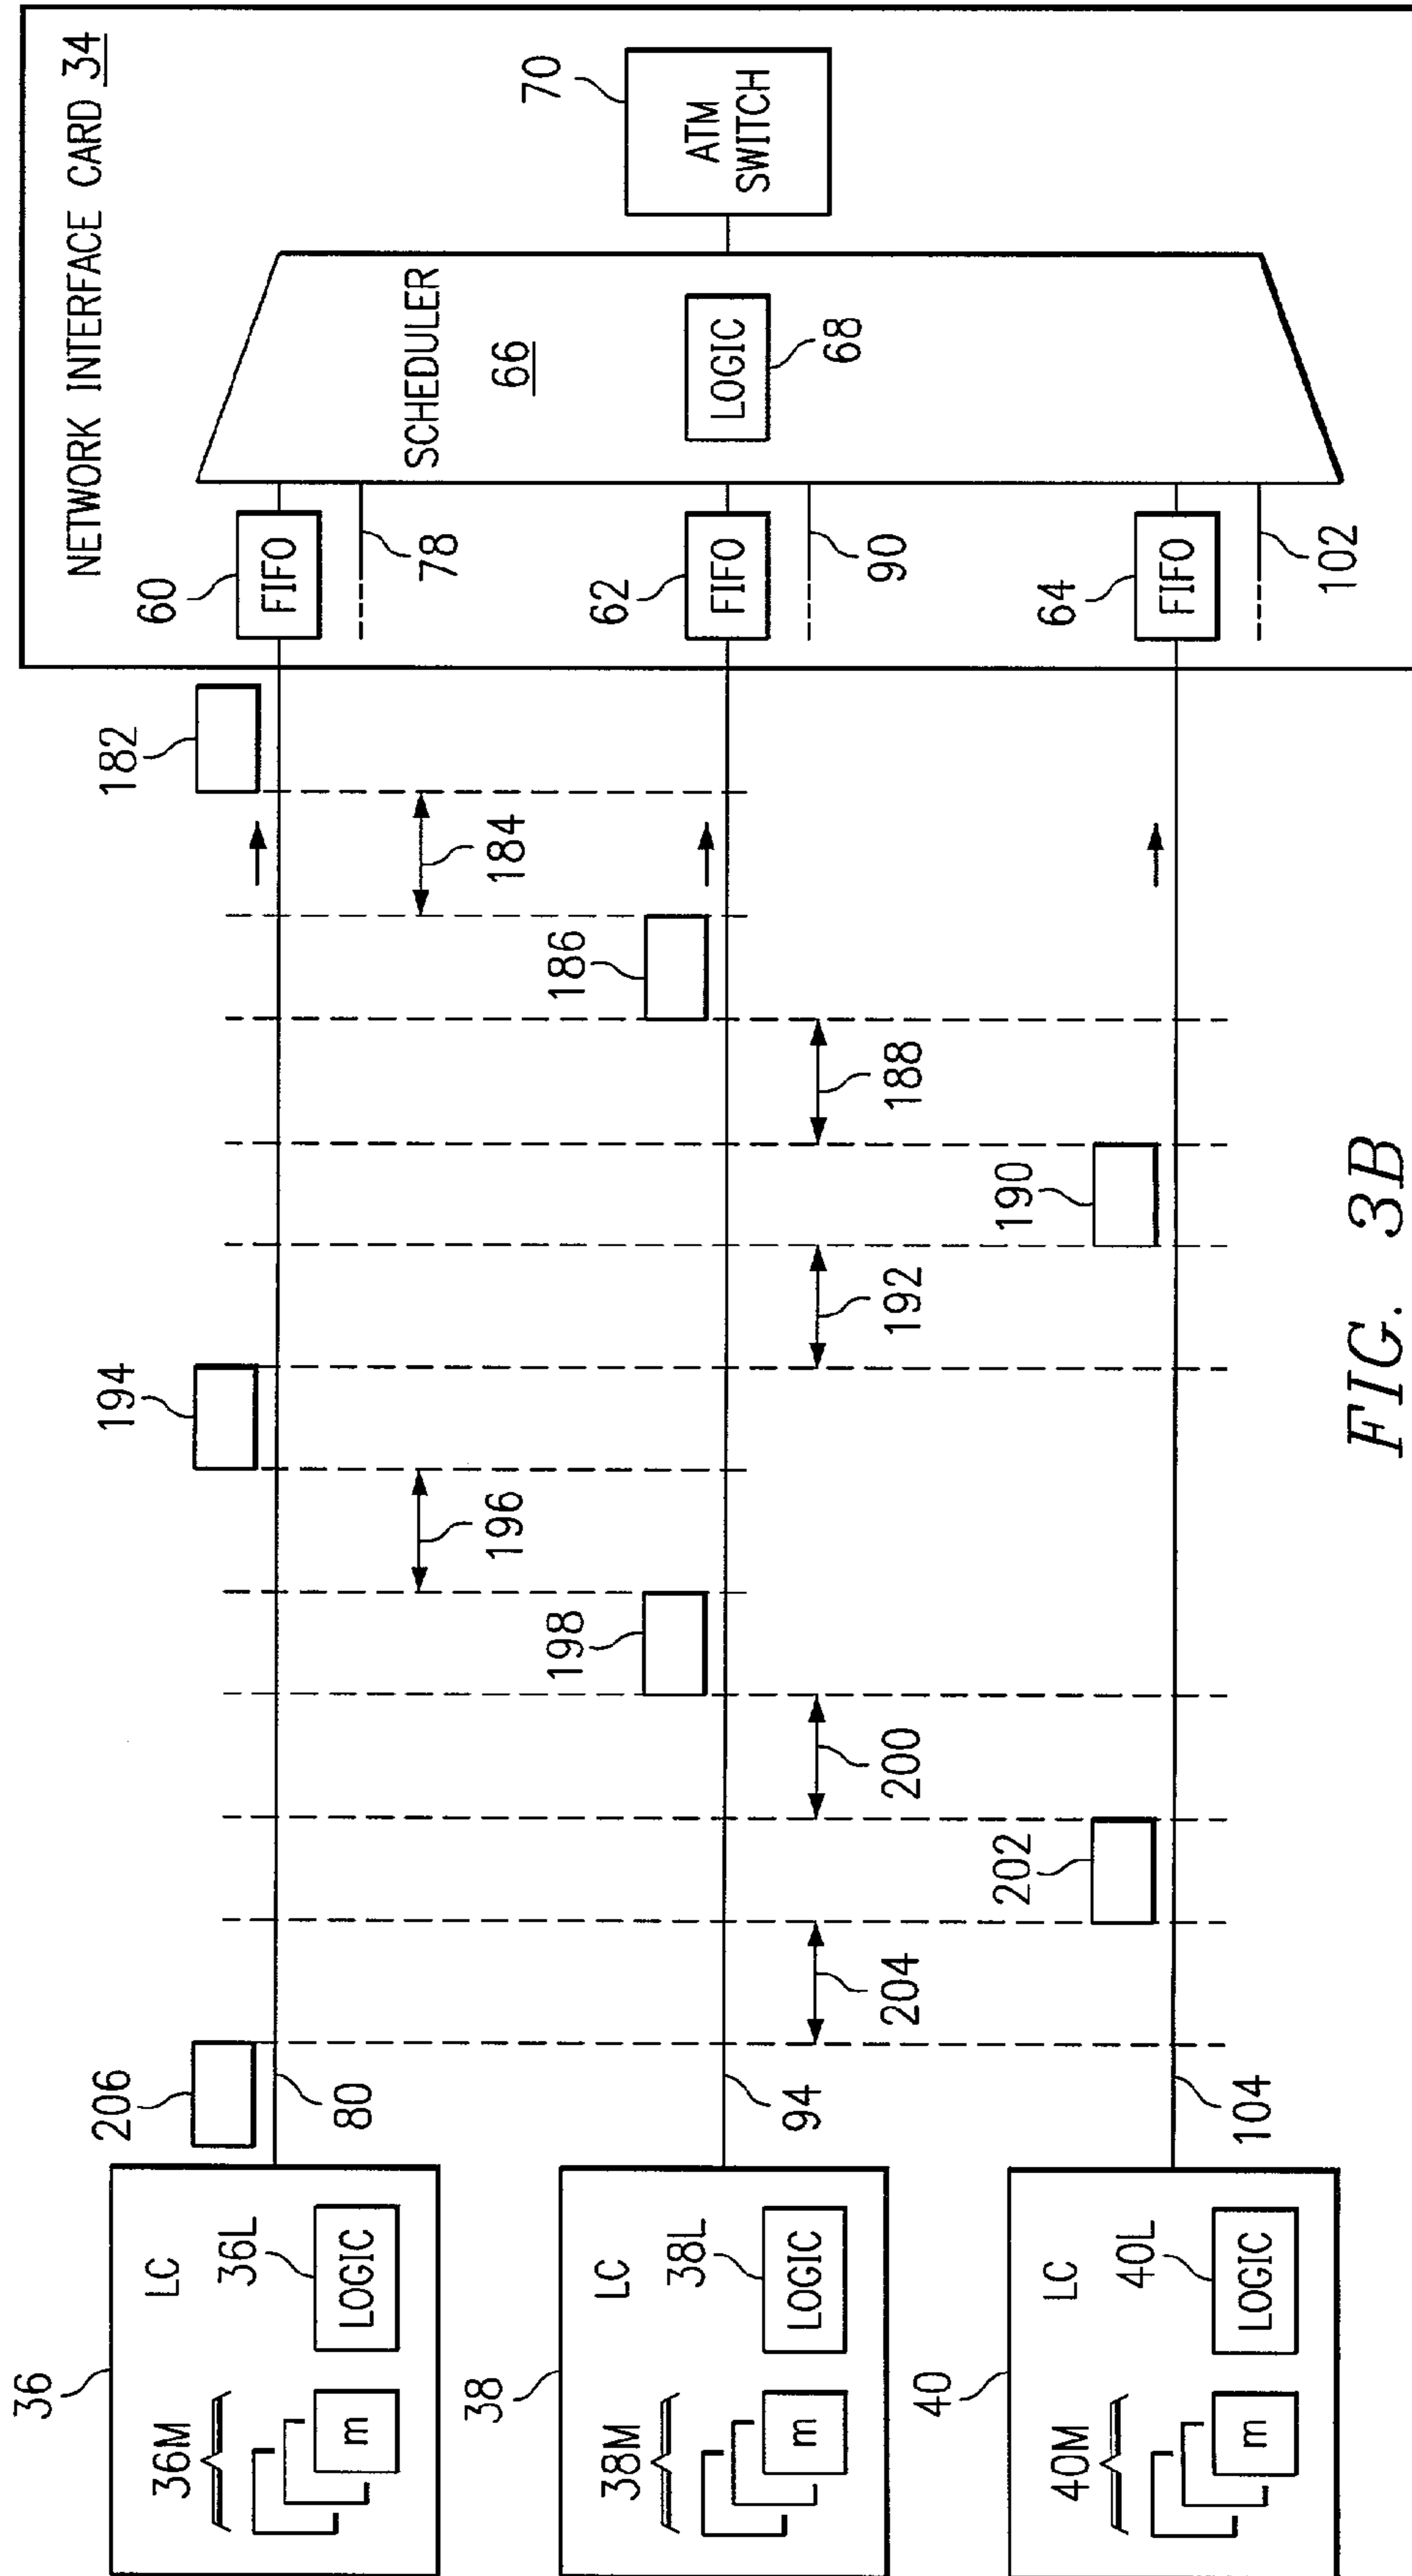 NETWORK INTERFACE CARD 34
70
ATM
SWITCH
SCHEDULER
66
LOGIC
68
60
FIFO
78
62
FIFO
90
64
FIFO
102
182
184
186
188
190
192
194
196
198
200
202
204
206
80
94
104
36
LC
36M
36L
m
LOGIC
38
LC
38M
38L
m
LOGIC
40
LC
40M
40L
m
LOGIC
FIG. 3B